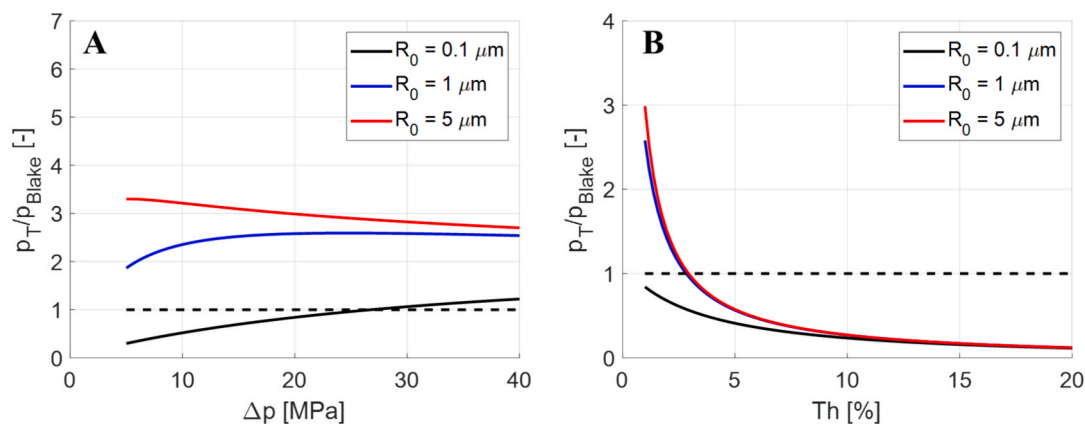 A
R0 = 0.1 μm
R0 = 1 μm
R0 = 5 μm
7
6
5
4
3
2
1
0
pT/pBlake [-]
0
10
20
30
40
Δp [MPa]
B
R0 = 0.1 μm
R0 = 1 μm
R0 = 5 μm
4
3
2
1
0
pT/pBlake [-]
0
5
10
15
20
Th [%]